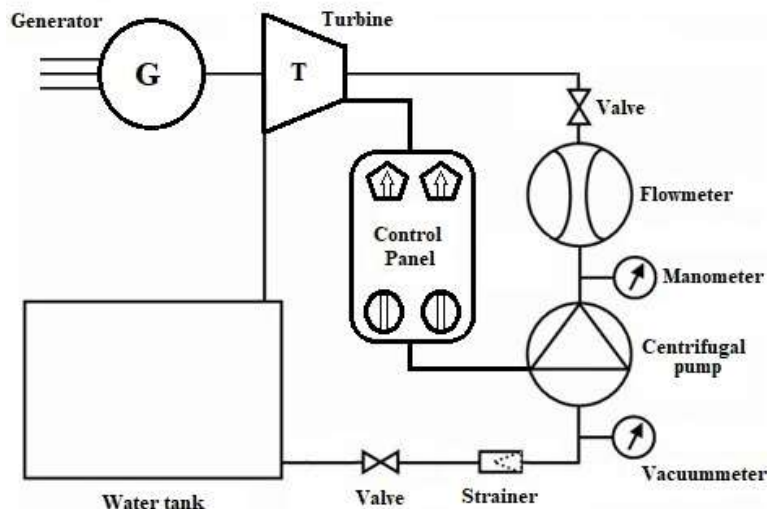 Generator
Turbine
G
T
Valve
Flowmeter
Control
Panel
Manometer
Centrifugal
pump
Vacuummeter
Water tank
Valve
Strainer